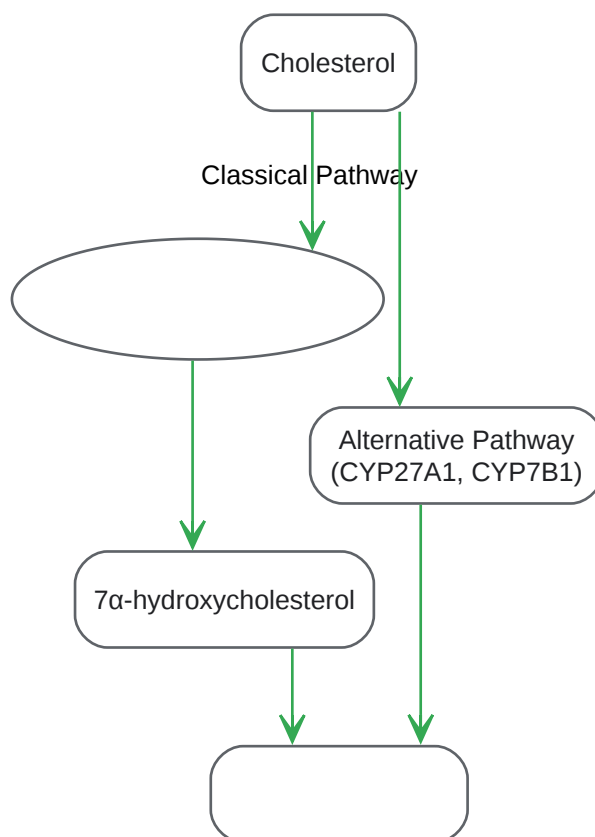 Cholesterol
Classical Pathway
Alternative Pathway
(CYP27A1, CYP7B1)
7α-hydroxycholesterol